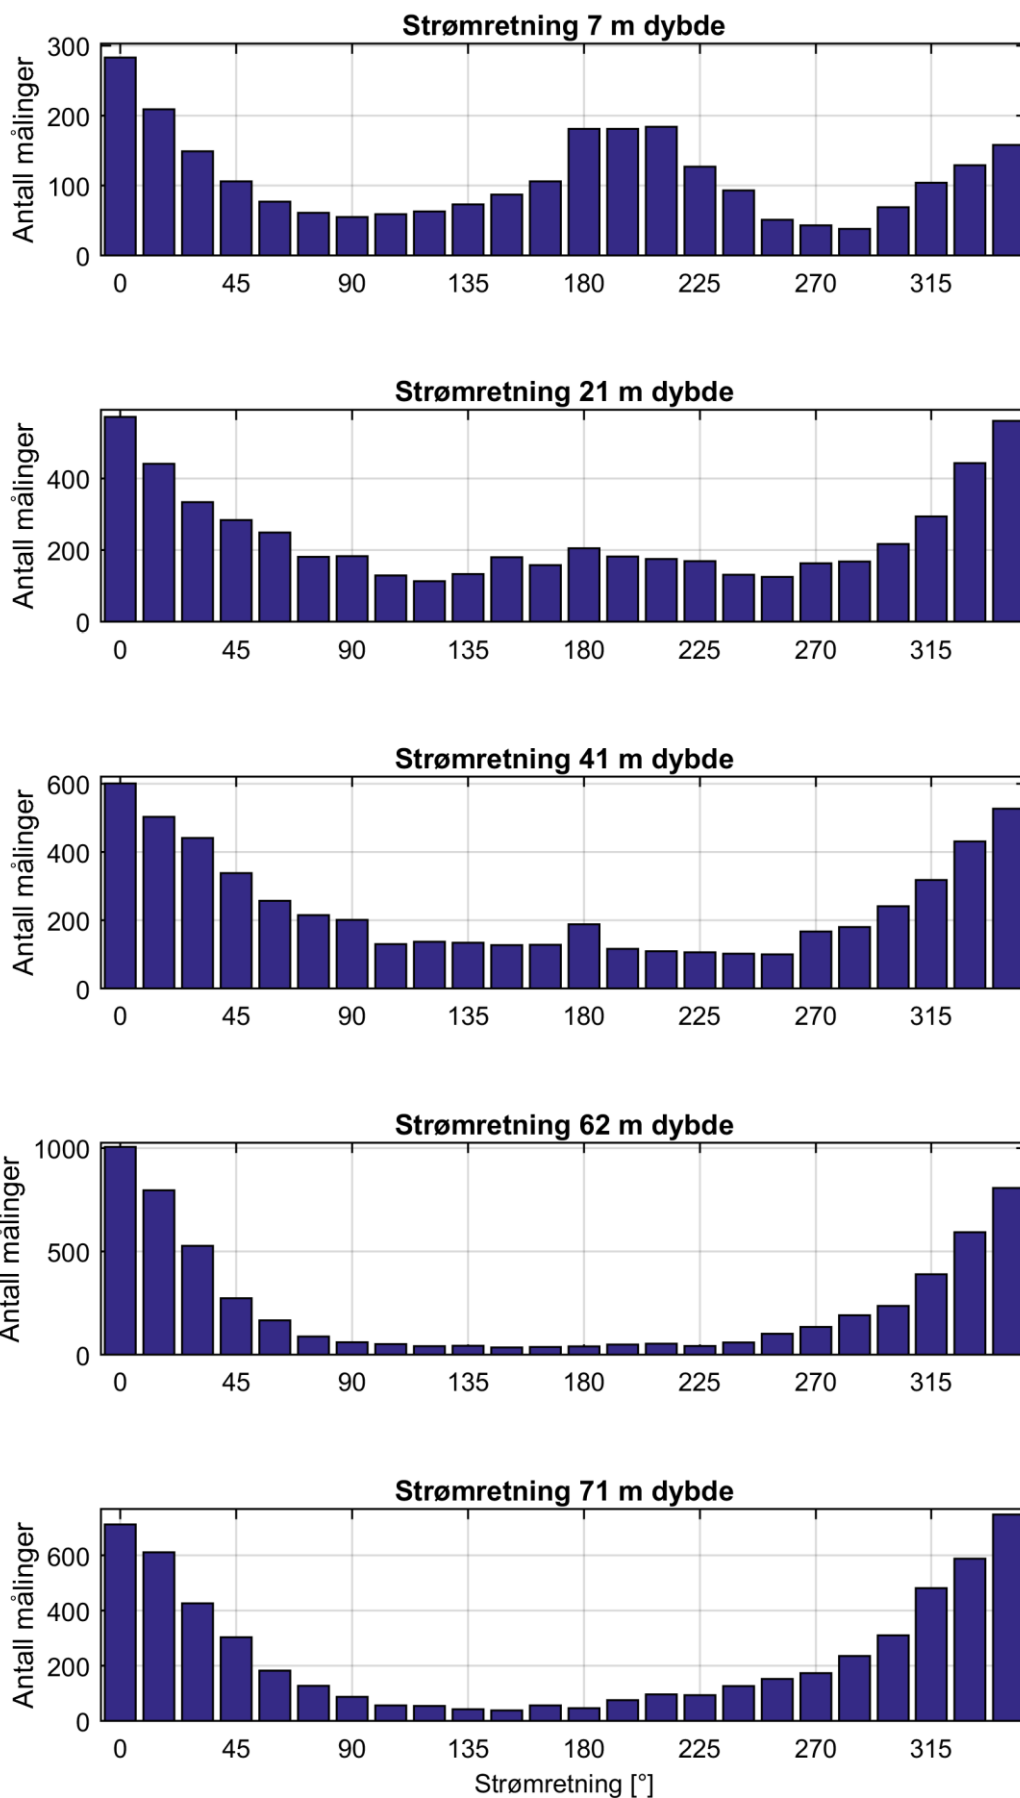 Strømretning 7 m dybde
Antall målinger
300
200
100
0
0 45 90 135 180 225 270 315
Strømretning 21 m dybde
Antall målinger
400
200
0
0 45 90 135 180 225 270 315
Strømretning 41 m dybde
Antall målinger
600
400
200
0
0 45 90 135 180 225 270 315
Strømretning 62 m dybde
Antall målinger
1000
500
0
0 45 90 135 180 225 270 315
Strømretning 71 m dybde
Antall målinger
600
400
200
0
0 45 90 135 180 225 270 315
Strømretning [°]